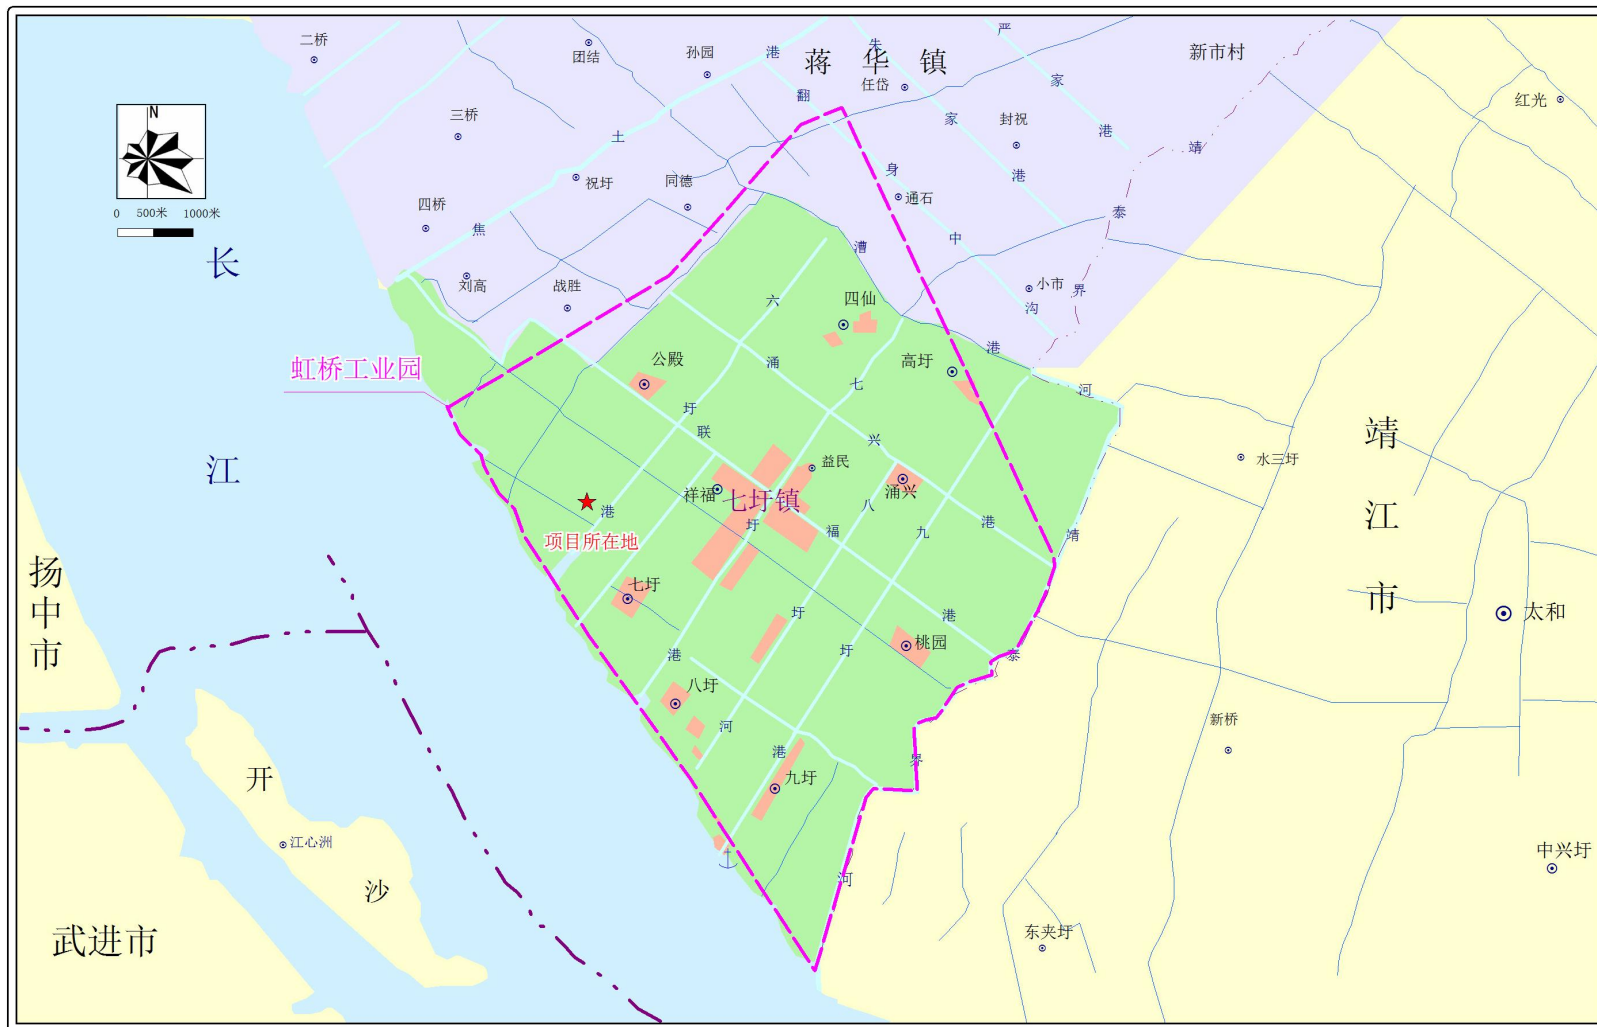 二桥
团结
孙园
港
朱
严
蒋华镇
新市村
任岱
家
红光
翻
N
三桥
土
家
封祝
港
靖
身
祝圩
同德
港
通石
0 500米 1000米
四桥
焦
泰
中
漕
长
刘高
战胜
小市
界
六
四仙
沟
虹桥工业园
公殿
涌
高圩
港
七
河
圩
联
兴
靖
江
市
益民
水三圩
江
祥福
七圩镇
涌兴
港
圩
八
福
九
港
靖
项目所在地
扬
中
市
七圩
圩
港
太和
港
圩
桃园
泰
八圩
河
新桥
港
界
开
九圩
江心洲
中兴圩
沙
河
武进市
东夹圩